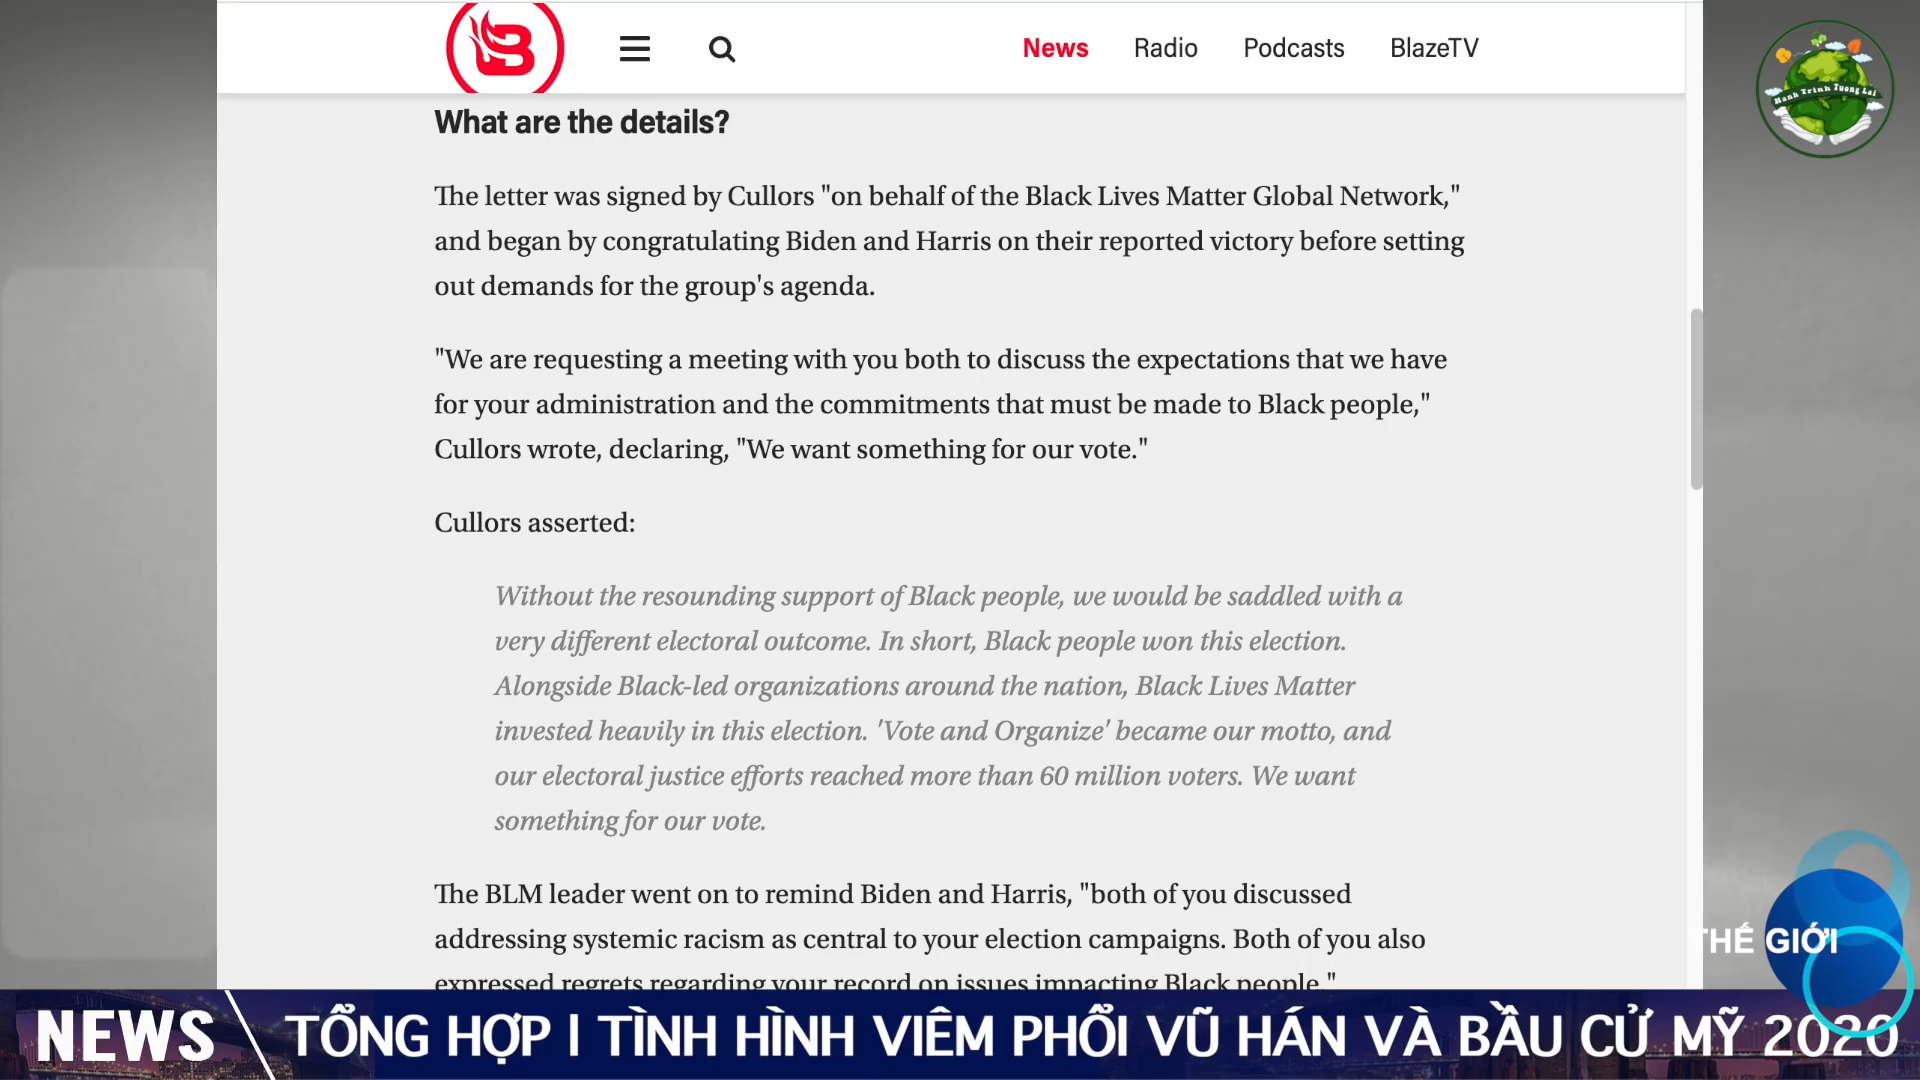 News Radio Podcasts BlazeTV
Hanh Trinh Tuong Lai
What are the details?
The letter was signed by Cullors "on behalf of the Black Lives Matter Global Network,"
and began by congratulating Biden and Harris on their reported victory before setting
out demands for the group's agenda.
"We are requesting a meeting with you both to discuss the expectations that we have
for your administration and the commitments that must be made to Black people,"
Cullors wrote, declaring, "We want something for our vote."
Cullors asserted:
Without the resounding support of Black people, we would be saddled with a
very different electoral outcome. In short, Black people won this election.
Alongside Black-led organizations around the nation, Black Lives Matter
invested heavily in this election. 'Vote and Organize' became our motto, and
our electoral justice efforts reached more than 60 million voters. We want
something for our vote.
The BLM leader went on to remind Biden and Harris, "both of you discussed
addressing systemic racism as central to your election campaigns. Both of you also
expressed regrets regarding your record on issues impacting Black people."
THẾ GIỚI
NEWS TỔNG HỢP | TÌNH HÌNH VIÊM PHỔI VŨ HÁN VÀ BẦU CỬ MỸ 2020